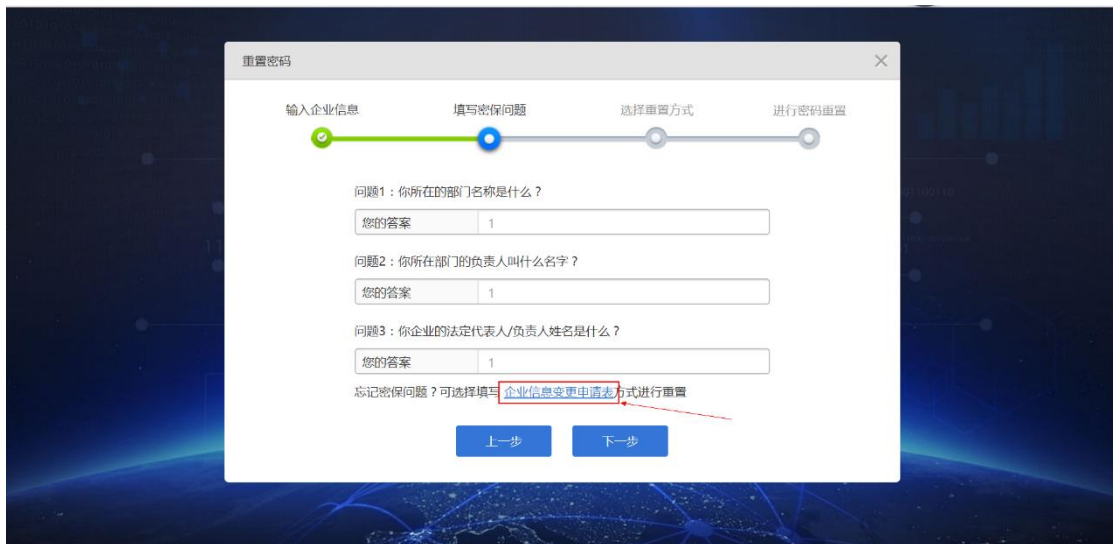 重置密码
输入企业信息 填写密保问题 选择重置方式 进行密码重置
问题1：你所在的部门名称是什么？
您的答案 1
问题2：你所在部门的负责人叫什么名字？
您的答案 1
问题3：你企业的法定代表人/负责人姓名是什么？
您的答案 1
忘记密保问题？可选择填写 企业信息变更申请表方式进行重置
上一步 下一步